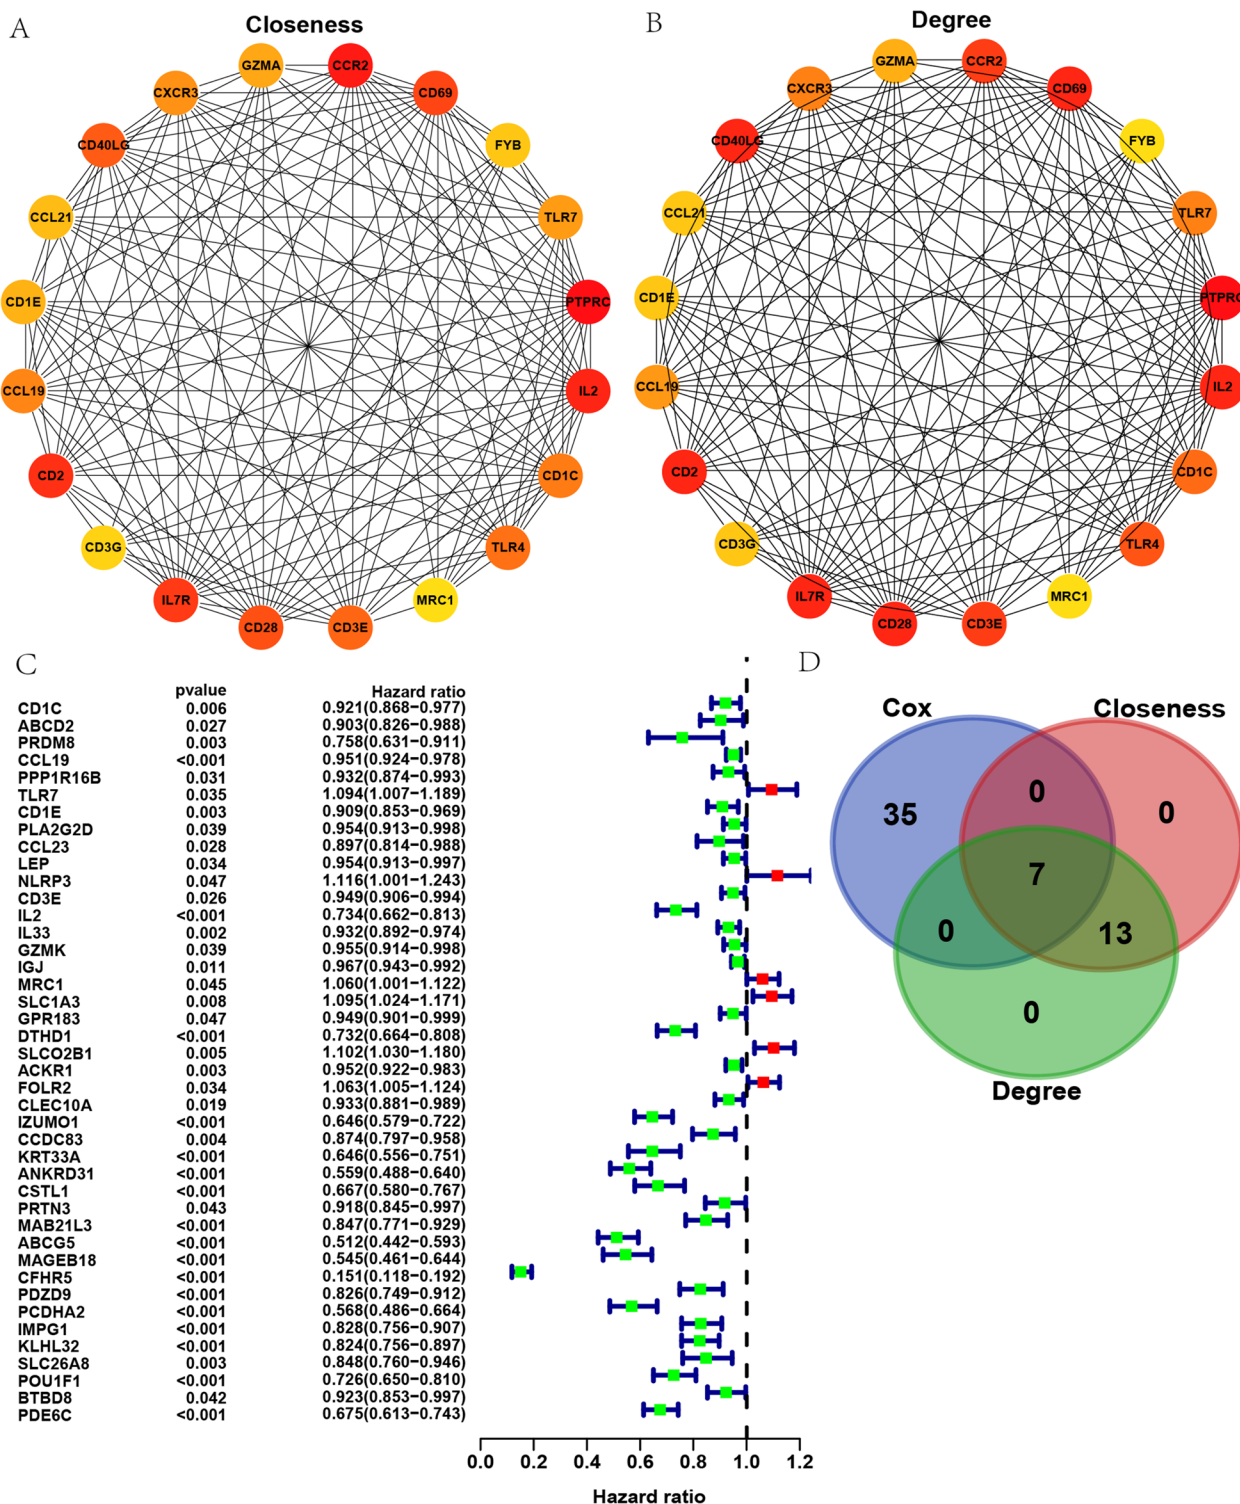 A
Closeness
GZMA
CCR2
CXCR3
CD69
CD40LG
FYB
CCL21
TLR7
CD1E
PTPRC
CCL19
IL2
CD2
CD1C
CD3G
TLR4
IL7R
MRC1
CD28
CD3E
B
Degree
GZMA
CCR2
CXCR3
CD69
CD40LG
FYB
CCL21
TLR7
CD1E
PTPRC
CCL19
IL2
CD2
CD1C
CD3G
TLR4
IL7R
MRC1
CD28
CD3E
C
pvalue Hazard ratio
CD1C 0.006 0.921(0.868−0.977)
ABCD2 0.027 0.903(0.826−0.988)
PRDM8 0.003 0.758(0.631−0.911)
CCL19 <0.001 0.951(0.924−0.978)
PPP1R16B 0.031 0.932(0.874−0.993)
TLR7 0.035 1.094(1.007−1.189)
CD1E 0.003 0.909(0.853−0.969)
PLA2G2D 0.039 0.954(0.913−0.998)
CCL23 0.028 0.897(0.814−0.988)
LEP 0.034 0.954(0.913−0.997)
NLRP3 0.047 1.116(1.001−1.243)
CD3E 0.026 0.949(0.906−0.994)
IL2 <0.001 0.734(0.662−0.813)
IL33 0.002 0.932(0.892−0.974)
GZMK 0.039 0.955(0.914−0.998)
IGJ 0.011 0.967(0.943−0.992)
MRC1 0.045 1.060(1.001−1.122)
SLC1A3 0.008 1.095(1.024−1.171)
GPR183 0.047 0.949(0.901−0.999)
DTHD1 <0.001 0.732(0.664−0.808)
SLCO2B1 0.005 1.102(1.030−1.180)
ACKR1 0.003 0.952(0.922−0.983)
FOLR2 0.034 1.063(1.005−1.124)
CLEC10A 0.019 0.933(0.881−0.989)
IZUMO1 <0.001 0.646(0.579−0.722)
CCDC83 0.004 0.874(0.797−0.958)
KRT33A <0.001 0.646(0.556−0.751)
ANKRD31 <0.001 0.559(0.488−0.640)
CSTL1 <0.001 0.667(0.580−0.767)
PRTN3 0.043 0.918(0.845−0.997)
MAB21L3 <0.001 0.847(0.771−0.929)
ABCG5 <0.001 0.512(0.442−0.593)
MAGEB18 <0.001 0.545(0.461−0.644)
CFHR5 <0.001 0.151(0.118−0.192)
PDZD9 <0.001 0.826(0.749−0.912)
PCDHA2 <0.001 0.568(0.486−0.664)
IMPG1 <0.001 0.828(0.756−0.907)
KLHL32 <0.001 0.824(0.756−0.897)
SLC26A8 0.003 0.848(0.760−0.946)
POU1F1 <0.001 0.726(0.650−0.810)
BTBD8 0.042 0.923(0.853−0.997)
PDE6C <0.001 0.675(0.613−0.743)
0.0 0.2 0.4 0.6 0.8 1.0 1.2
Hazard ratio
D
Cox Closeness
35 0 0
7
0 13
0
Degree